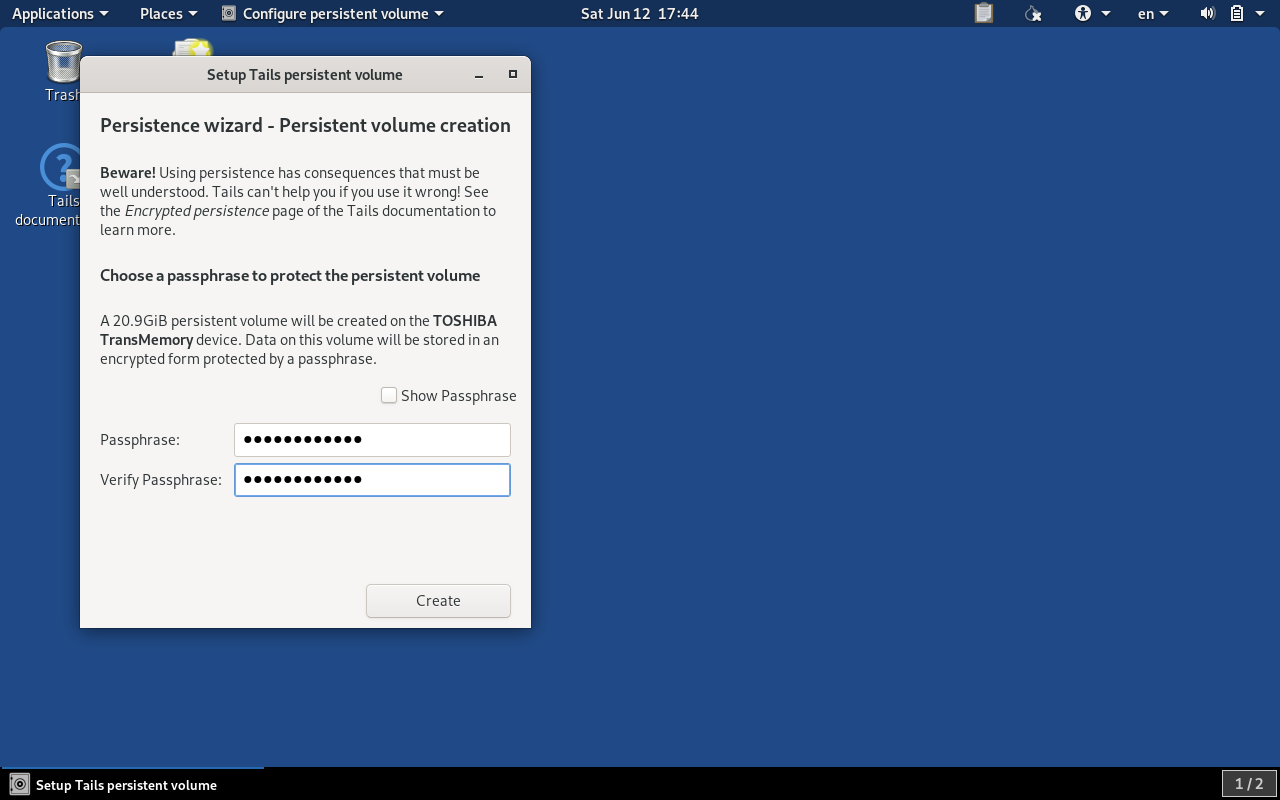 Applications Places Configure persistent volume Sat Jun 12 17:44 en
Trash
Tails
document
Setup Tails persistent volume
Persistence wizard - Persistent volume creation
Beware! Using persistence has consequences that must be
well understood. Tails can't help you if you use it wrong! See
the Encrypted persistence page of the Tails documentation to
learn more.
Choose a passphrase to protect the persistent volume
A 20.9GiB persistent volume will be created on the TOSHIBA
TransMemory device. Data on this volume will be stored in an
encrypted form protected by a passphrase.
Show Passphrase
Passphrase: ●●●●●●●●●●●●
Verify Passphrase: ●●●●●●●●●●●●
Create
Setup Tails persistent volume 1 / 2